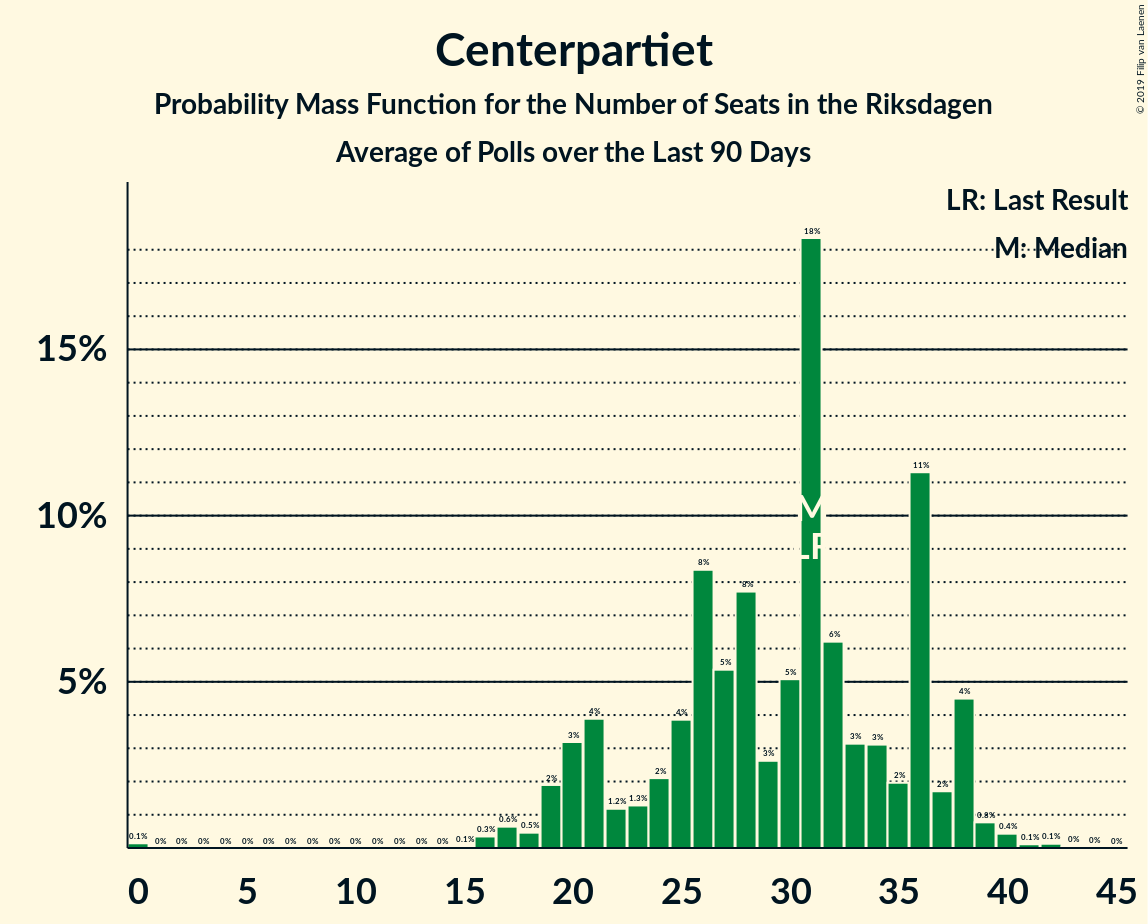 Centerpartiet
Probability Mass Function for the Number of Seats in the Riksdagen
Average of Polls over the Last 90 Days
© 2019 Filip van Laenen
LR: Last Result
M: Median
18%
15%
11%
10%
M
LR
8%
8%
6%
5%
5%
5%
4%
4%
4%
3%
3%
3%
3%
2%
2%
2%
2%
1.2%
1.3%
0.8%
0.1% 0% 0% 0% 0% 0% 0% 0% 0% 0% 0% 0% 0% 0% 0% 0.1% 0.3% 0.6% 0.5% 0.4% 0.1% 0.1% 0% 0% 0%
0 5 10 15 20 25 30 35 40 45